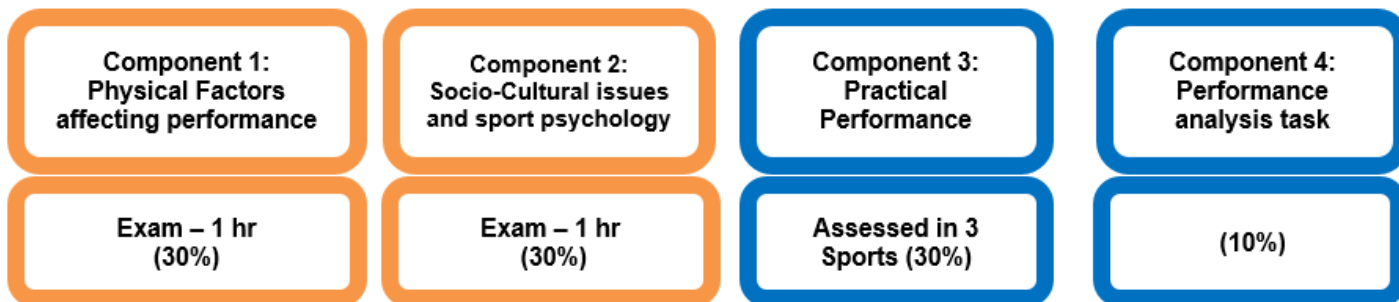 Component 1:
Physical Factors
affecting performance
Component 2:
Socio-Cultural issues
and sport psychology
Component 3:
Practical
Performance
Component 4:
Performance
analysis task
Exam – 1 hr
(30%)
Exam – 1 hr
(30%)
Assessed in 3
Sports (30%)
(10%)